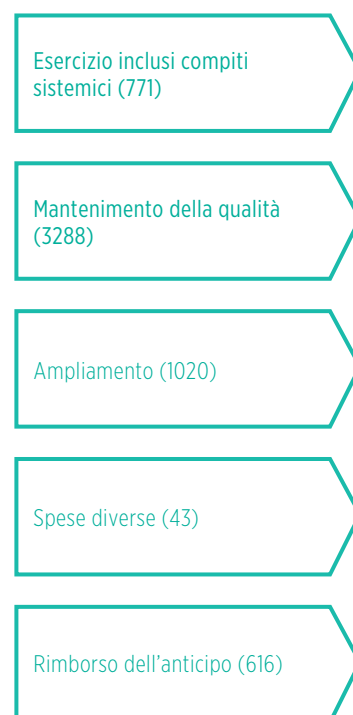 Esercizio inclusi compiti
sistemici (771)
Mantenimento della qualità
(3288)
Ampliamento (1020)
Spese diverse (43)
Rimborso dell’anticipo (616)